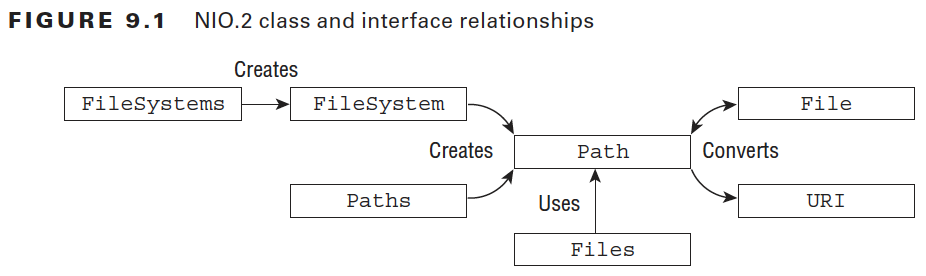 FIGURE 9.1 NIO.2 class and interface relationships
Creates
FileSystems
FileSystem
File
Creates
Path
Converts
Paths
Uses
URI
Files